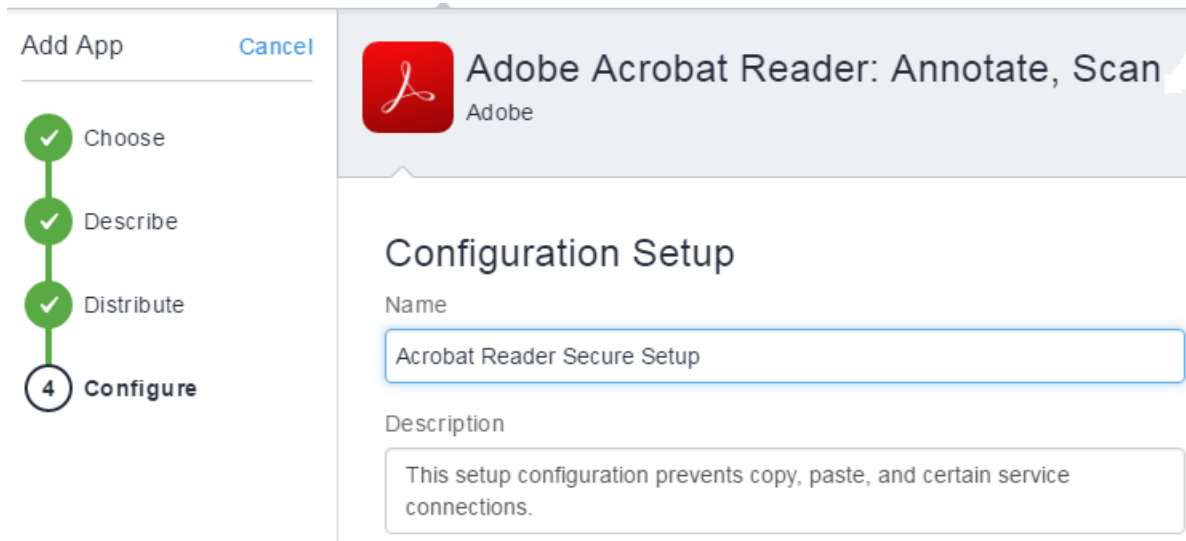 Add App
Cancel
Choose
Describe
Distribute
4 Configure
Adobe Acrobat Reader: Annotate, Scan
Adobe
Configuration Setup
Name
Acrobat Reader Secure Setup
Description
This setup configuration prevents copy, paste, and certain service
connections.